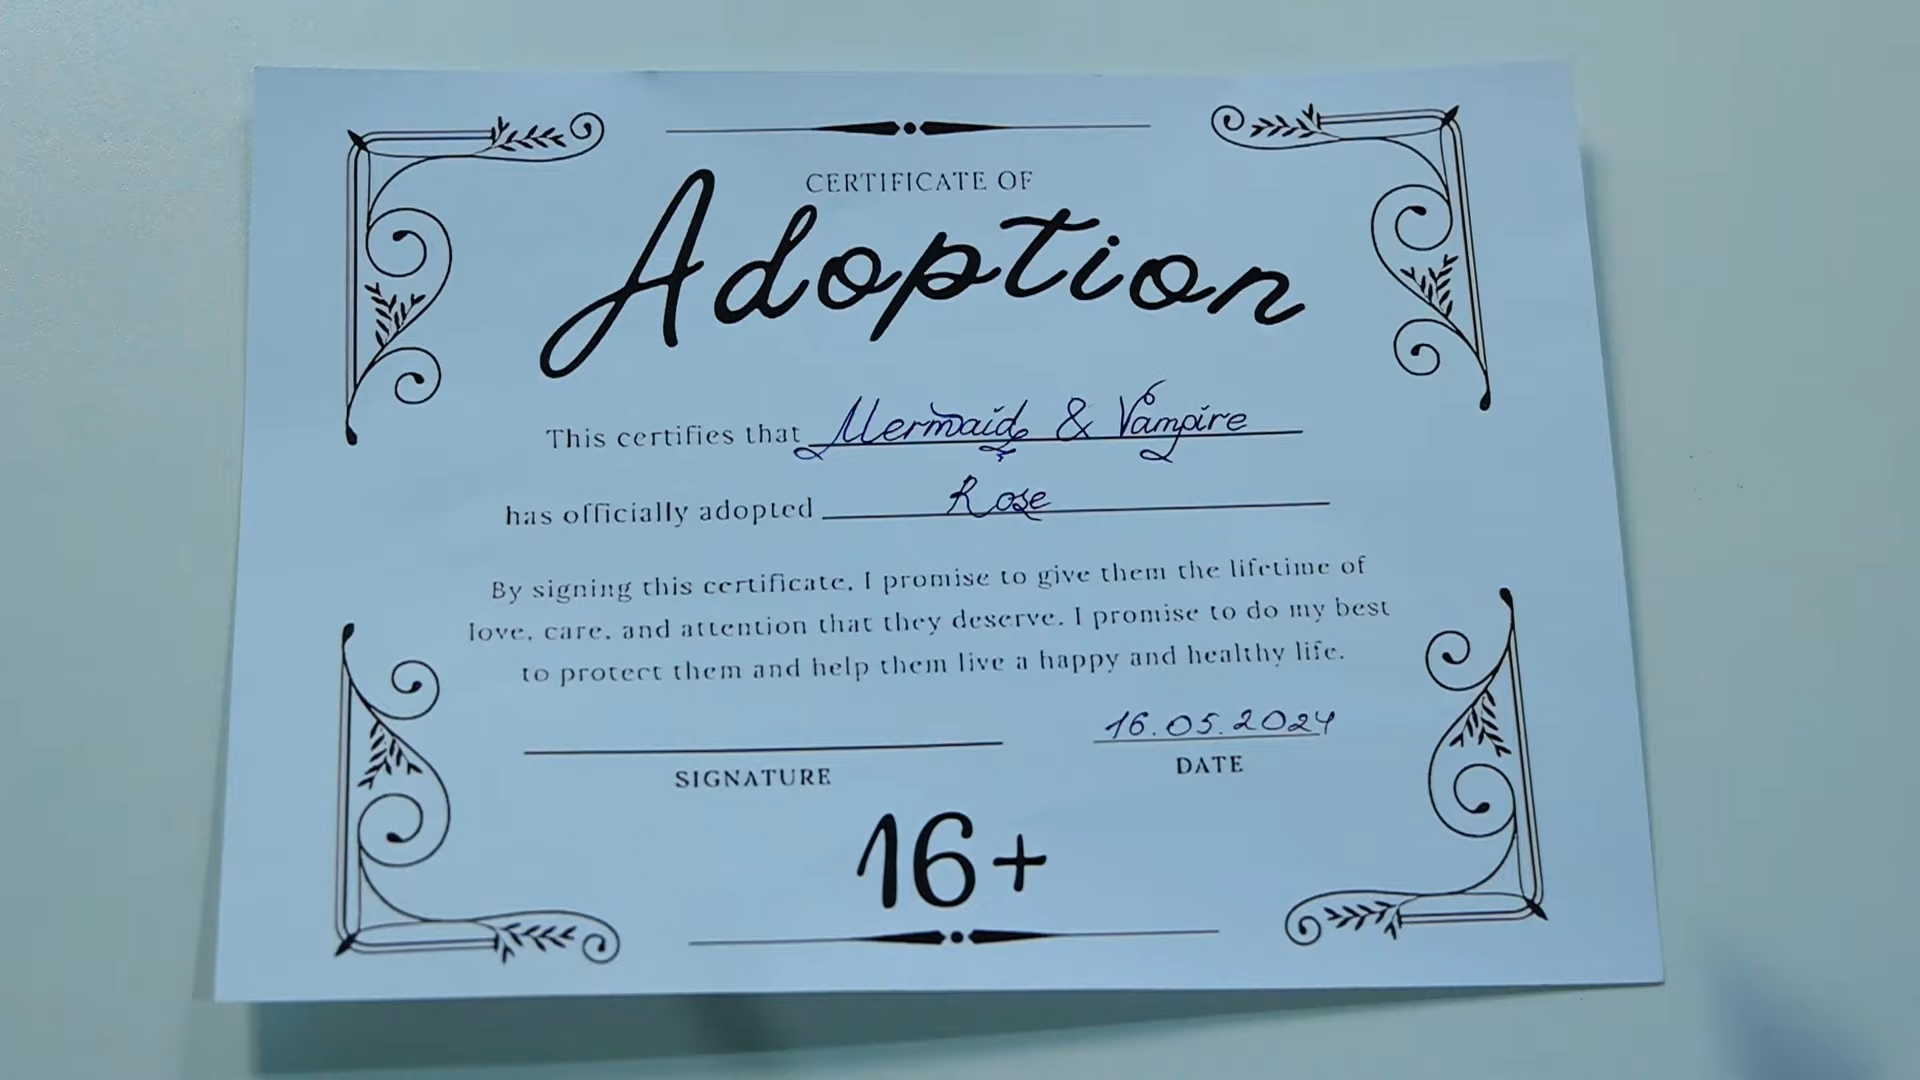 CERTIFICATE OF
Adoption
This certifies that Mermaid & Vampire
has officially adopted Rose
By signing this certificate, I promise to give them the lifetime of
love, care, and attention that they deserve. I promise to do my best
to protect them and help them live a happy and healthy life.
16.05.2024
SIGNATURE DATE
16+